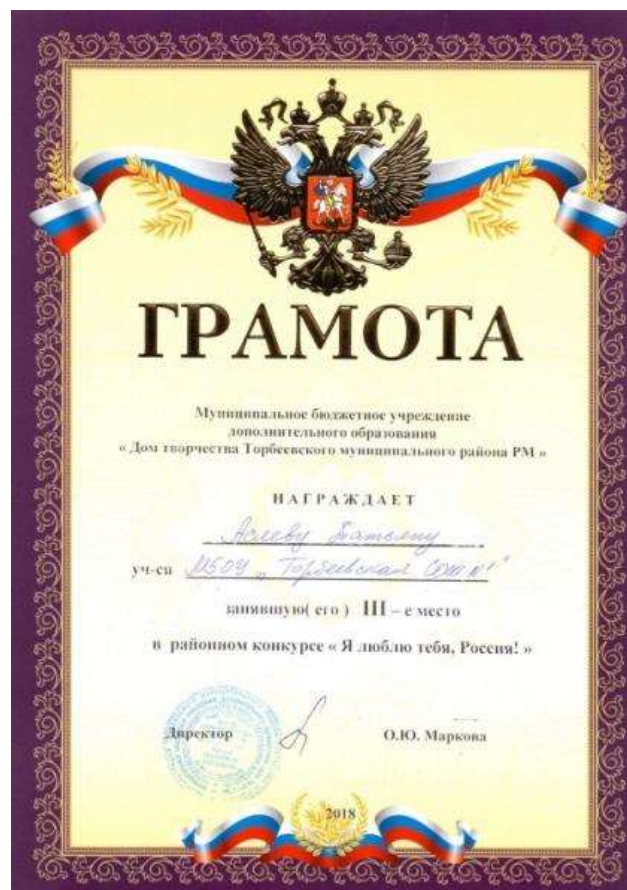 ГРАМОТА
Муниципальное бюджетное учреждение
дополнительного образования
« Дом творчества Торбеевского муниципального района РМ »
НАГРАЖДАЕТ
Татьяну
уч-ся МБОУ „Торбеевская СОШ №1"
занявшую( его ) III – е место
в районном конкурсе « Я люблю тебя, Россия! »
Директор О.Ю. Маркова
2018